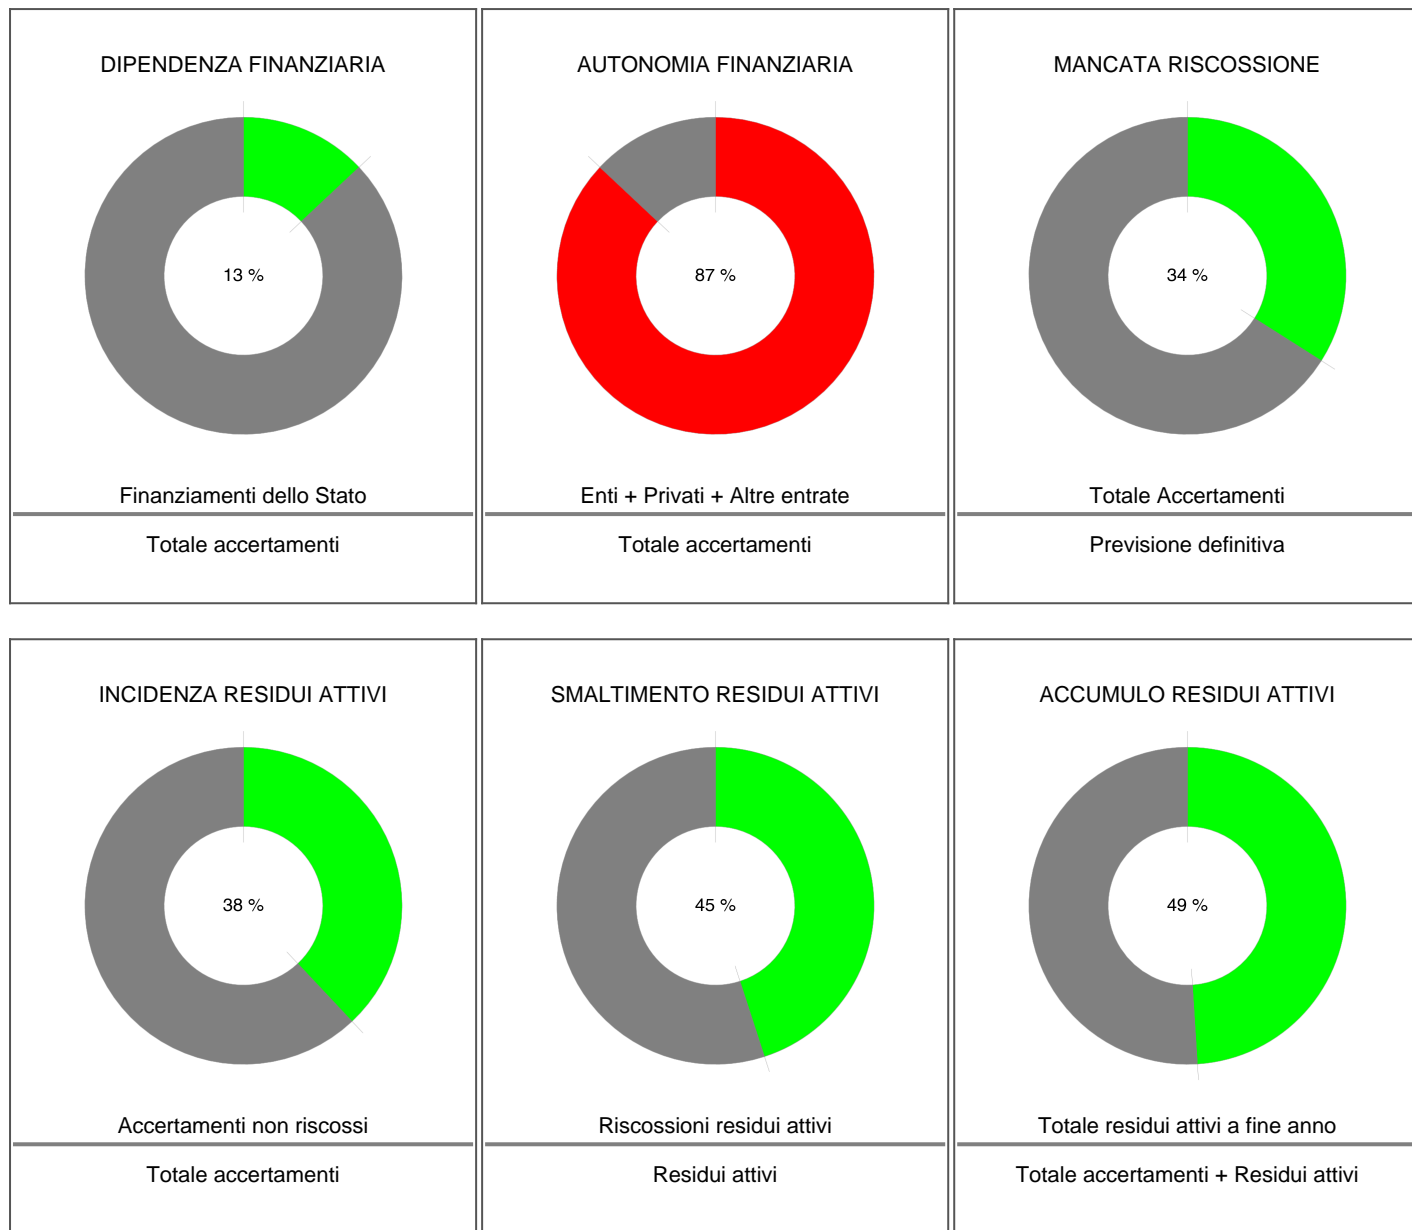 DIPENDENZA FINANZIARIA
13 %
Finanziamenti dello Stato
Totale accertamenti
AUTONOMIA FINANZIARIA
87 %
Enti + Privati + Altre entrate
Totale accertamenti
MANCATA RISCOSSIONE
34 %
Totale Accertamenti
Previsione definitiva
INCIDENZA RESIDUI ATTIVI
38 %
Accertamenti non riscossi
Totale accertamenti
SMALTIMENTO RESIDUI ATTIVI
45 %
Riscossioni residui attivi
Residui attivi
ACCUMULO RESIDUI ATTIVI
49 %
Totale residui attivi a fine anno
Totale accertamenti + Residui attivi